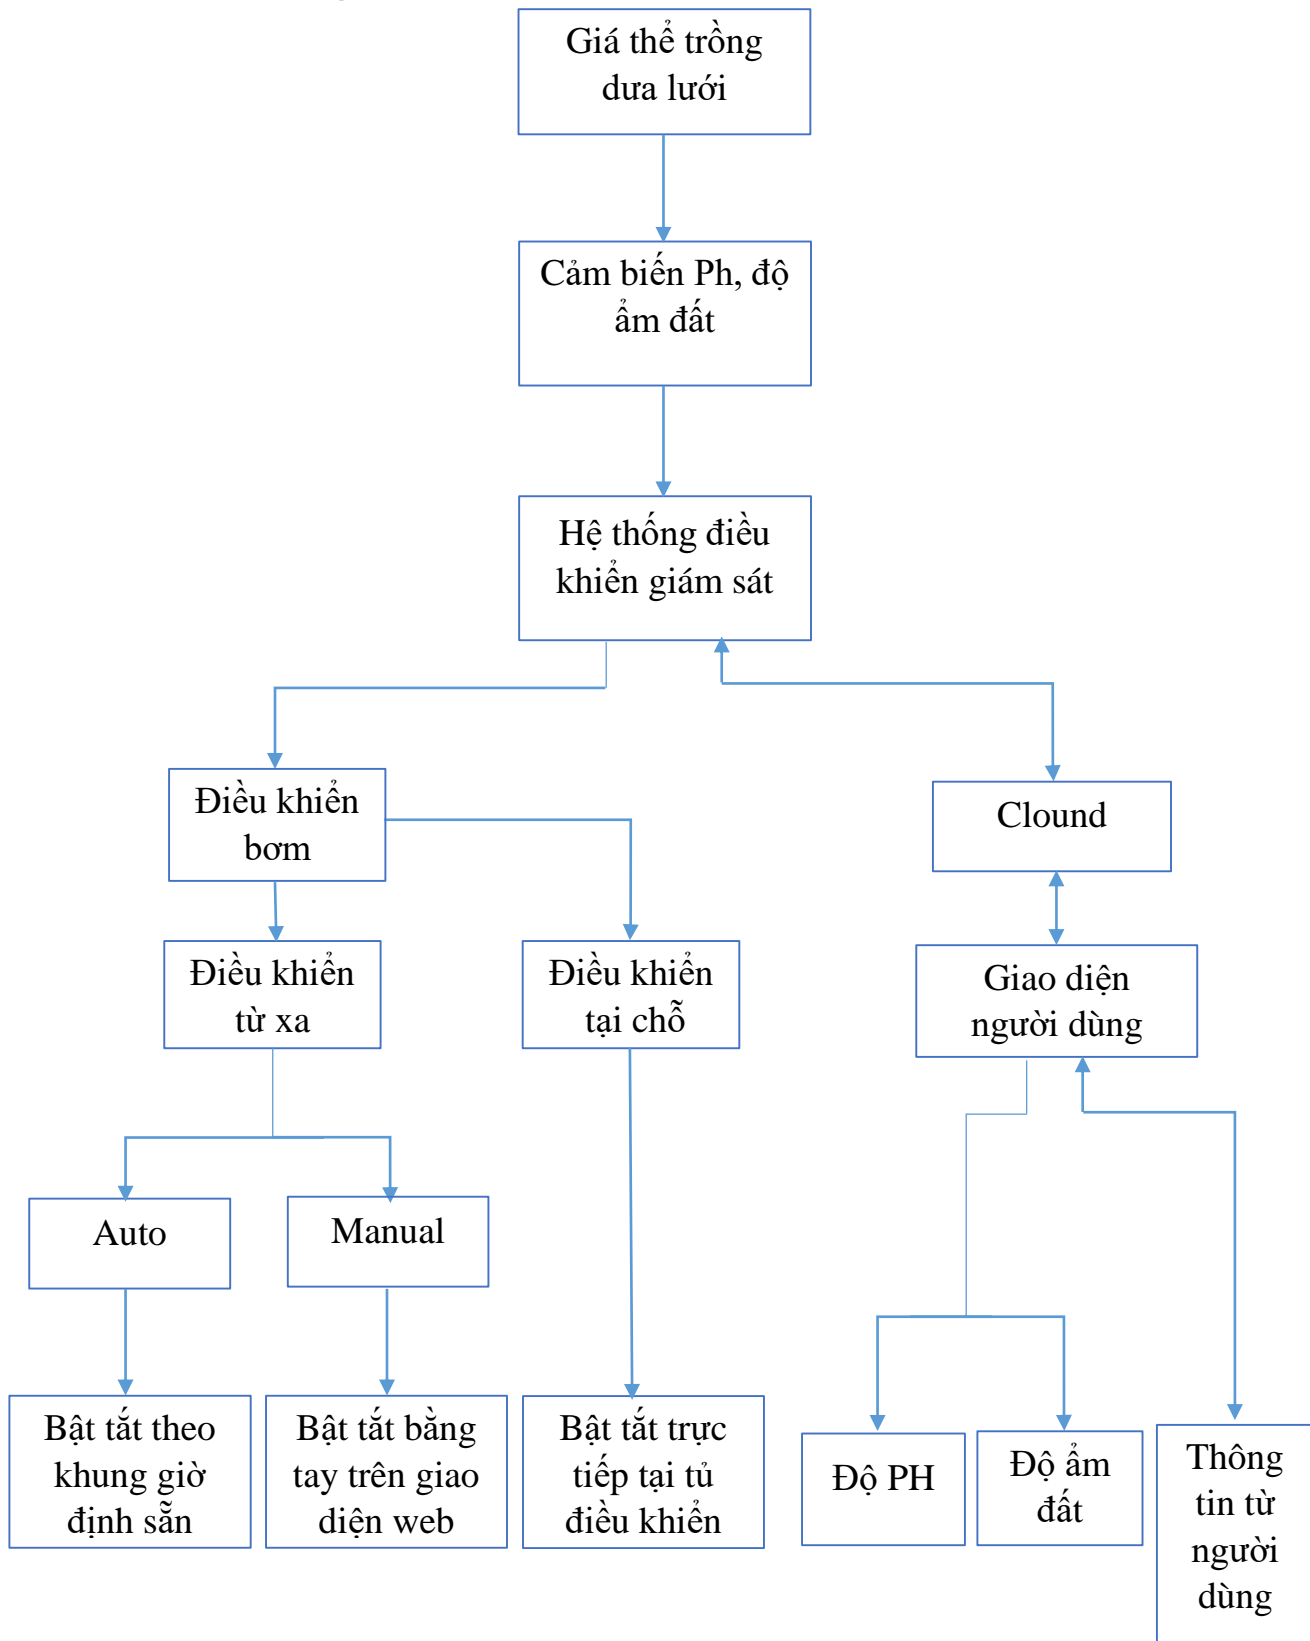 Giá thể trồng
dưa lưới
Cảm biến Ph, độ
ẩm đất
Hệ thống điều
khiển giám sát
Điều khiển
bơm
Clound
Điều khiển
từ xa
Điều khiển
tại chỗ
Giao diện
người dùng
Auto
Manual
Bật tắt theo
khung giờ
định sẵn
Bật tắt bằng
tay trên giao
diện web
Bật tắt trực
tiếp tại tủ
điều khiển
Độ PH
Độ ẩm
đất
Thông
tin từ
người
dùng